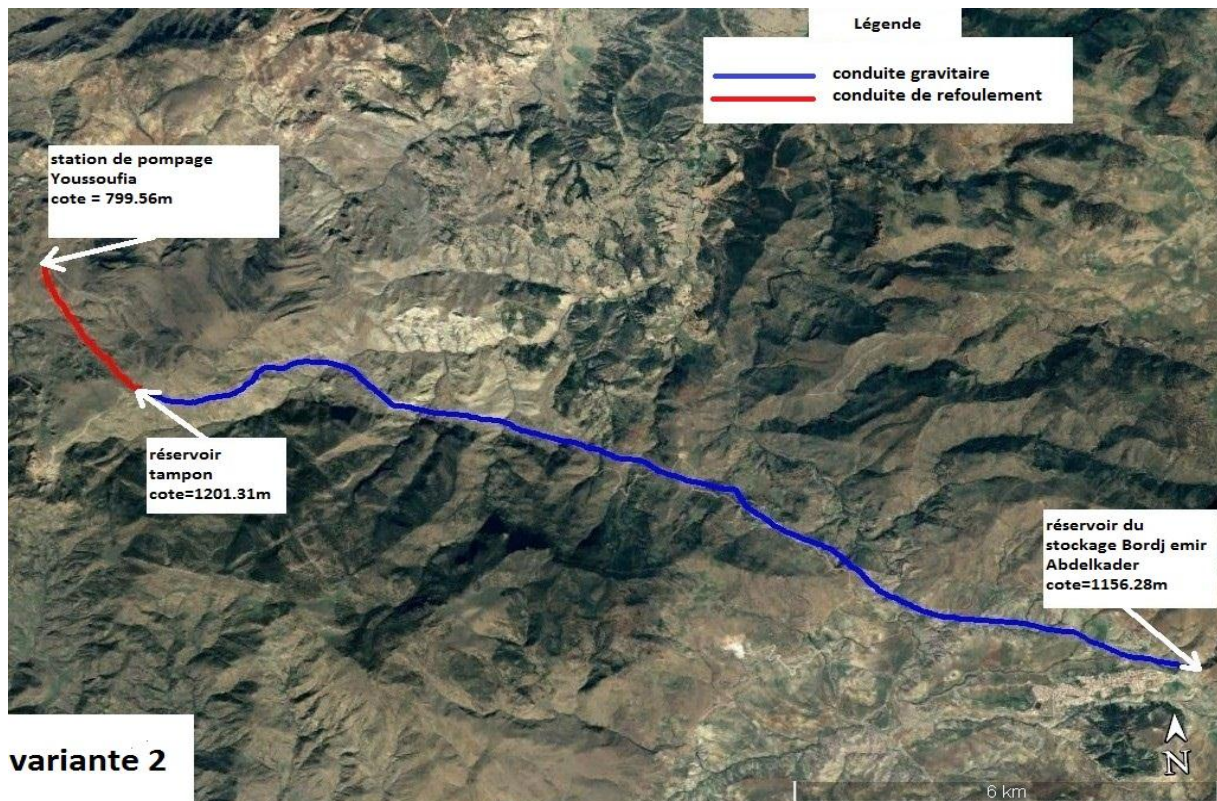 Légende
conduite gravitaire
conduite de refoulement
station de pompage
Youssoufia
cote = 799.56m
réservoir
tampon
cote=1201.31m
réservoir du
stockage Bordj emir
Abdelkader
cote=1156.28m
variante 2
N
6 km